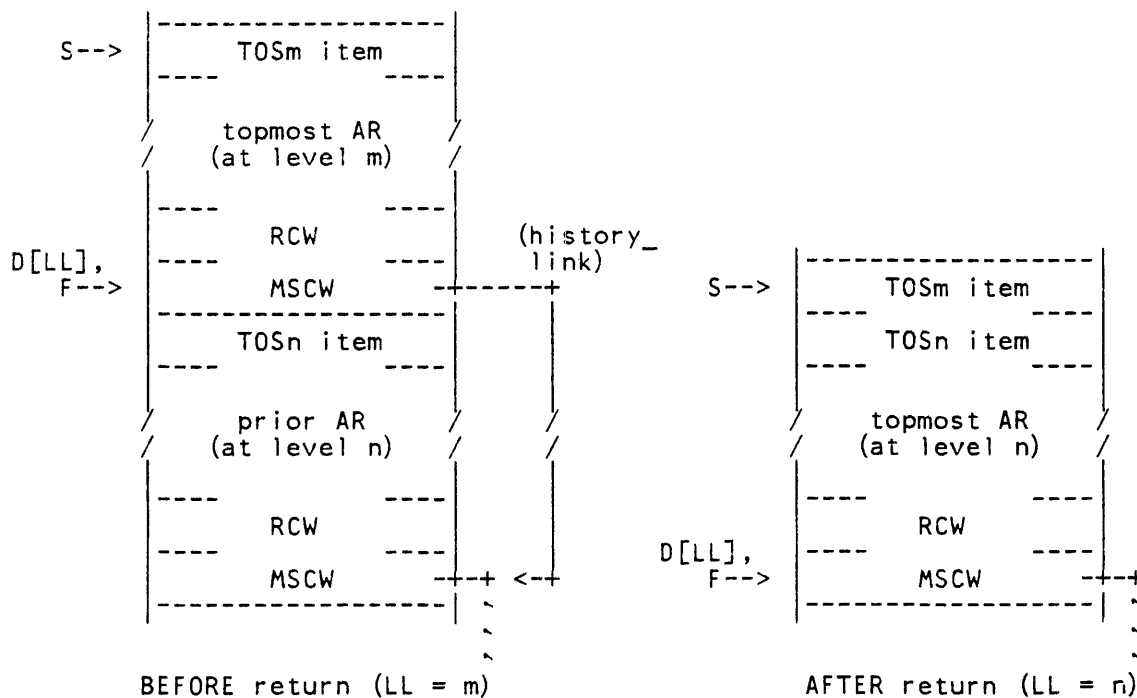 S--> TOSm item
topmost AR
(at level m)
RCW
(history_
link)
D[LL],
F--> MSCW
TOSn item
prior AR
(at level n)
RCW
D[LL],
F--> MSCW
BEFORE return (LL = m)
S--> TOSm item
TOSn item
topmost AR
(at level n)
RCW
MSCW
AFTER return (LL = n)